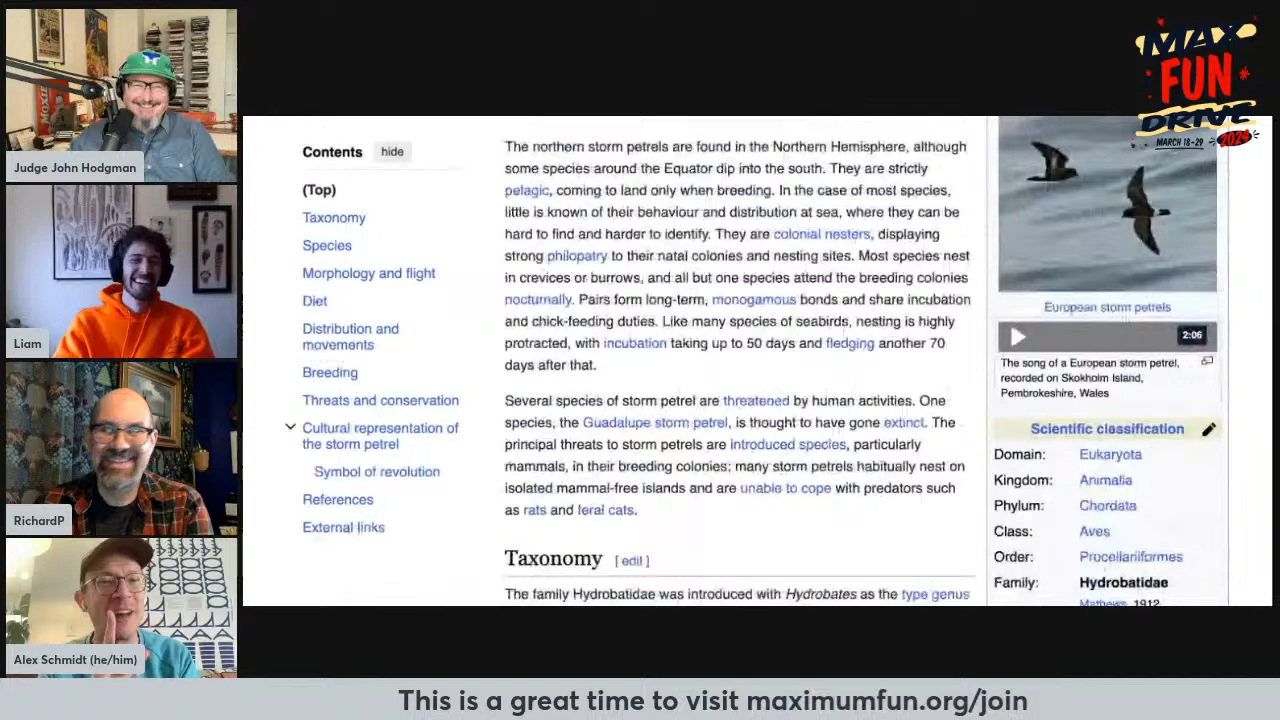 MAX
FUN
DRIVE
MARCH 18-29
2024
MOXIE
Judge John Hodgman
Liam
RichardP
Alex Schmidt (he/him)
Contents hide
(Top)
Taxonomy
Species
Morphology and flight
Diet
Distribution and
movements
Breeding
Threats and conservation
Cultural representation of
the storm petrel
Symbol of revolution
References
External links
The northern storm petrels are found in the Northern Hemisphere, although
some species around the Equator dip into the south. They are strictly
pelagic, coming to land only when breeding. In the case of most species,
little is known of their behaviour and distribution at sea, where they can be
hard to find and harder to identify. They are colonial nesters, displaying
strong philopatry to their natal colonies and nesting sites. Most species nest
in crevices or burrows, and all but one species attend the breeding colonies
nocturnally. Pairs form long-term, monogamous bonds and share incubation
and chick-feeding duties. Like many species of seabirds, nesting is highly
protracted, with incubation taking up to 50 days and fledging another 70
days after that.
Several species of storm petrel are threatened by human activities. One
species, the Guadalupe storm petrel, is thought to have gone extinct. The
principal threats to storm petrels are introduced species, particularly
mammals, in their breeding colonies; many storm petrels habitually nest on
isolated mammal-free islands and are unable to cope with predators such
as rats and feral cats.
Taxonomy [ edit ]
The family Hydrobatidae was introduced with Hydrobates as the type genus
European storm petrels
2:06
The song of a European storm petrel,
recorded on Skokholm Island,
Pembrokeshire, Wales
Scientific classification
Domain: Eukaryota
Kingdom: Animalia
Phylum: Chordata
Class: Aves
Order: Procellariiformes
Family: Hydrobatidae
Mathews, 1912
This is a great time to visit maximumfun.org/join